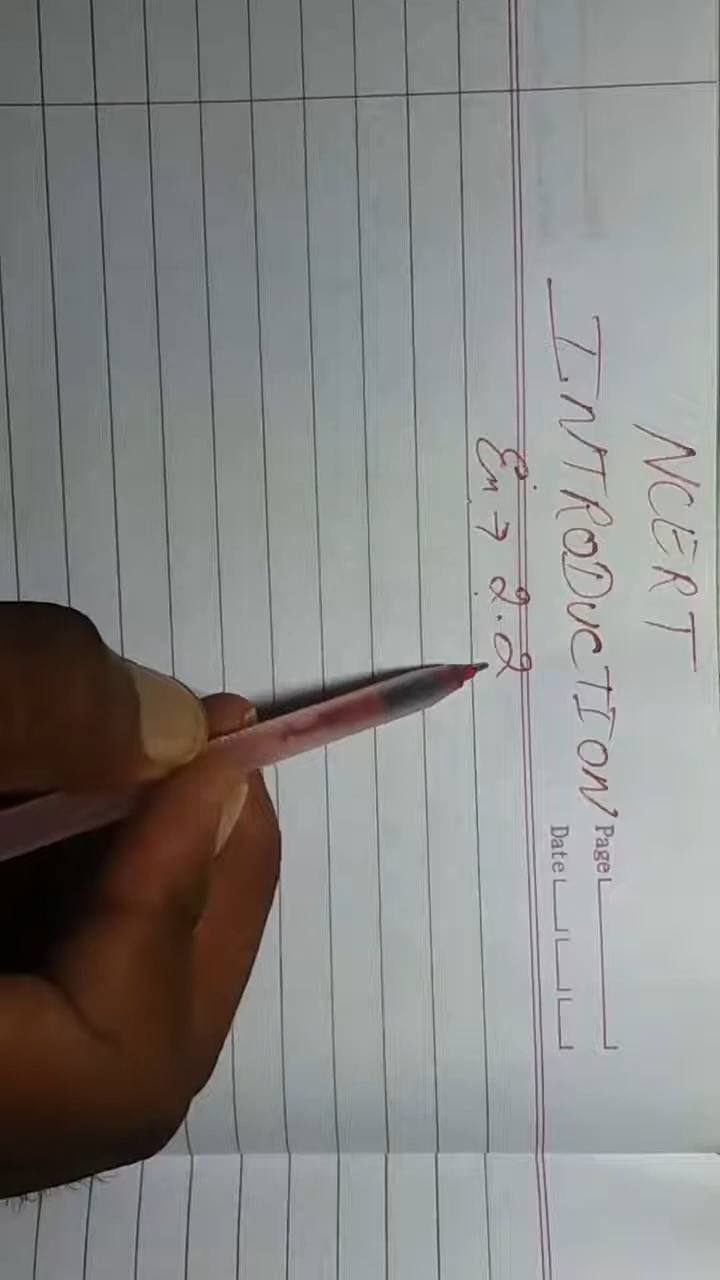 NCERT
INTRODUCTION
Page
Date
Ex → 2.2